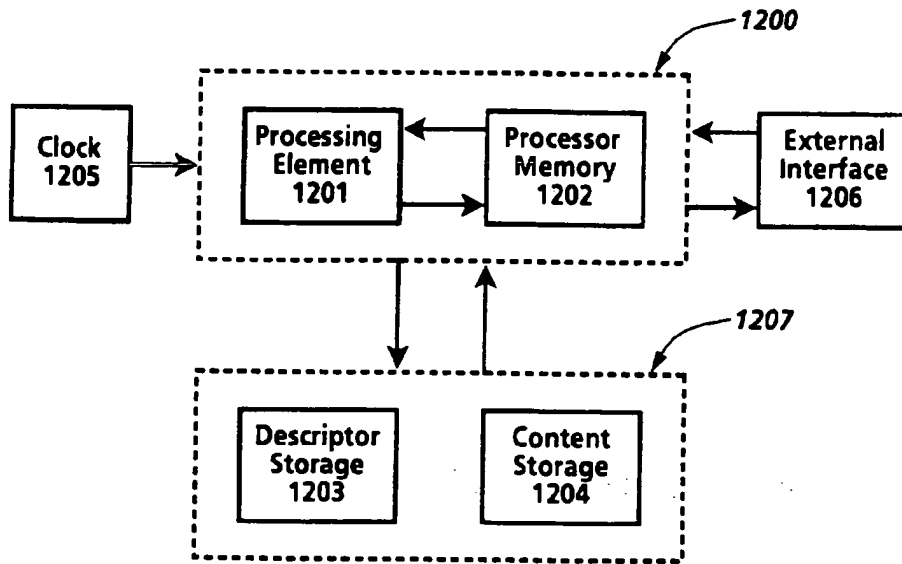 1200
Clock
1205
Processing
Element
1201
Processor
Memory
1202
External
Interface
1206
1207
Descriptor
Storage
1203
Content
Storage
1204